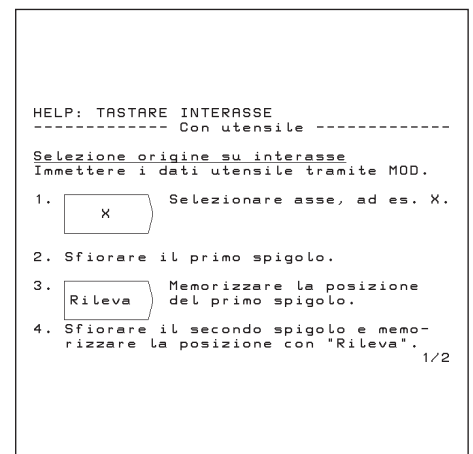 HELP: TASTARE INTERASSE
------------- Con utensile -------------
Selezione origine su interasse
Immettere i dati utensile tramite MOD.
1. X Selezionare asse, ad es. X.
2. Sfiorare il primo spigolo.
3. Rileva Memorizzare la posizione
del primo spigolo.
4. Sfiorare il secondo spigolo e memo-
rizzare la posizione con "Rileva".
1/2